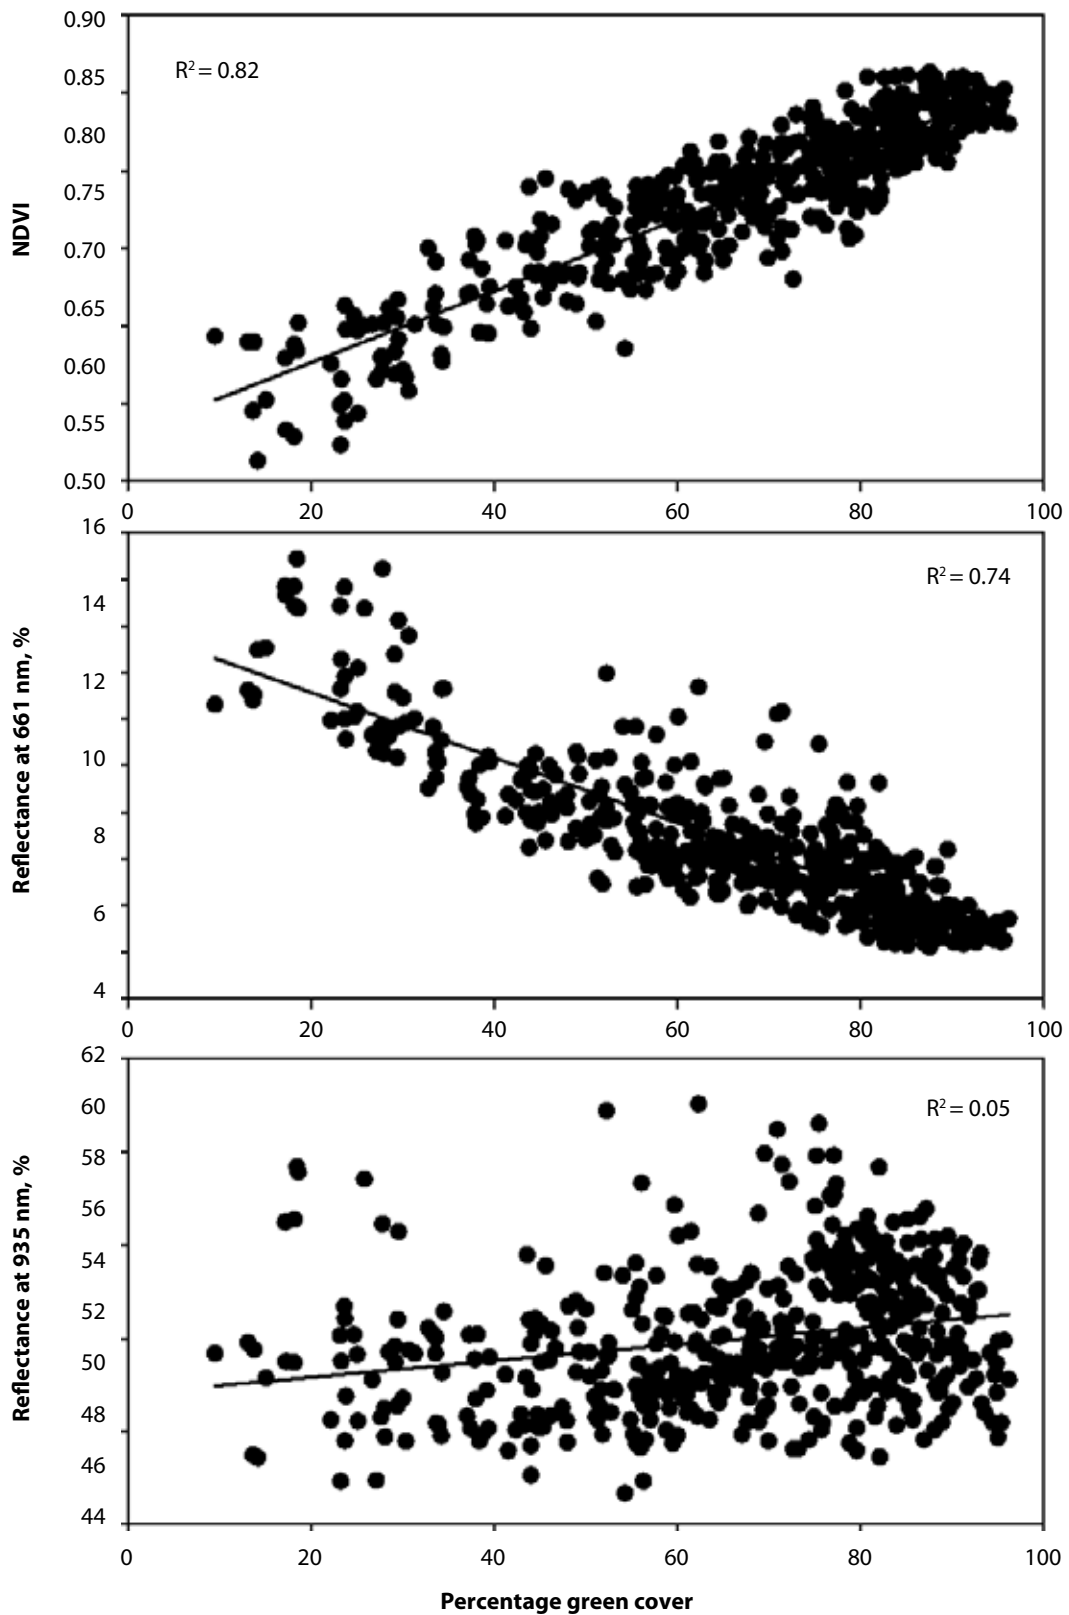 0.90
0.85
0.80
0.75
0.70
0.65
0.60
0.55
0.50
NDVI
R² = 0.82
0 20 40 60 80 100
16
14
12
10
8
6
4
Reflectance at 661 nm, %
R² = 0.74
0 20 40 60 80 100
62
60
58
56
54
52
50
48
46
44
Reflectance at 935 nm, %
R² = 0.05
0 20 40 60 80 100
Percentage green cover